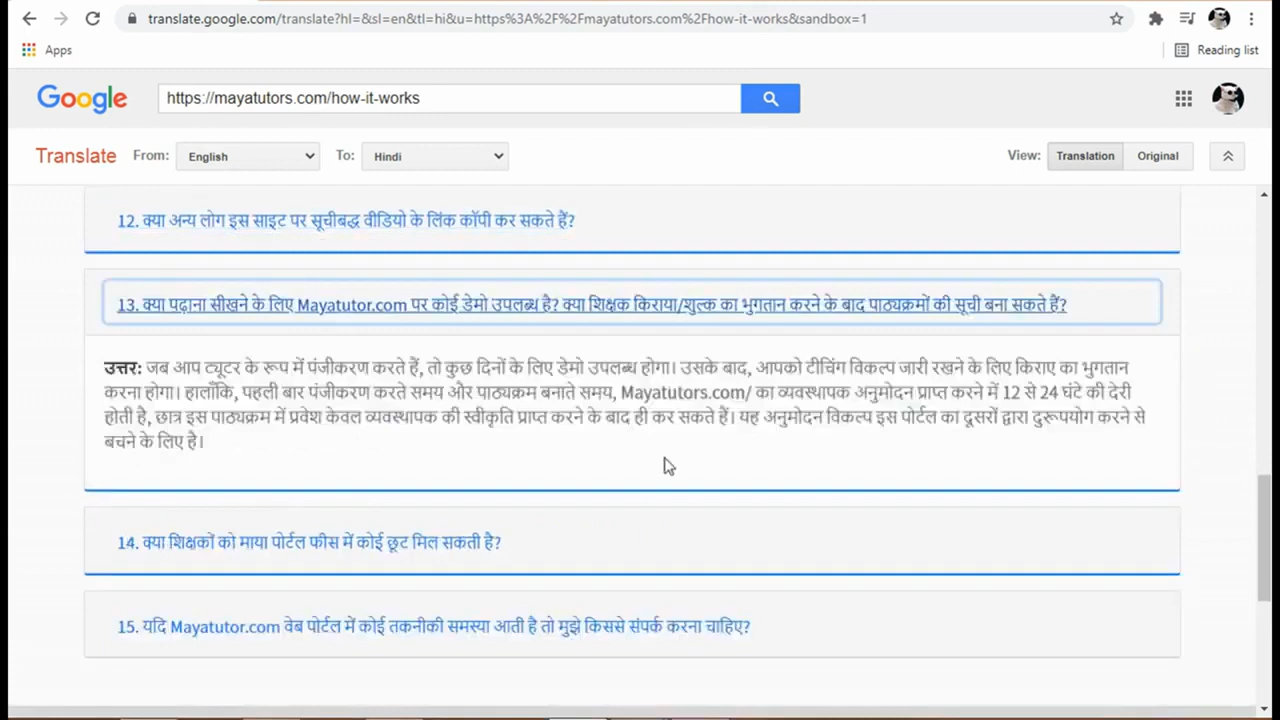 translate.google.com/translate?hl=&sl=en&tl=hi&u=https%3A%2F%2Fmayatutors.com%2Fhow-it-works&sandbox=1
Apps
Reading list
Google
https://mayatutors.com/how-it-works
Translate From: English To: Hindi View: Translation Original
12. क्या अन्य लोग इस साइट पर सूचीबद्ध वीडियो के लिंक कॉपी कर सकते हैं?
13. क्या पढ़ाना सीखने के लिए Mayatutor.com पर कोई डेमो उपलब्ध है? क्या शिक्षक किराया/शुल्क का भुगतान करने के बाद पाठ्यक्रमों की सूची बना सकते हैं?
उत्तर: जब आप ट्यूटर के रूप में पंजीकरण करते हैं, तो कुछ दिनों के लिए डेमो उपलब्ध होगा। उसके बाद, आपको टीचिंग विकल्प जारी रखने के लिए किराए का भुगतान
करना होगा। हालाँकि, पहली बार पंजीकरण करते समय और पाठ्यक्रम बनाते समय, Mayatutors.com/ का व्यवस्थापक अनुमोदन प्राप्त करने में 12 से 24 घंटे की देरी
होती है, छात्र इस पाठ्यक्रम में प्रवेश केवल व्यवस्थापक की स्वीकृति प्राप्त करने के बाद ही कर सकते हैं। यह अनुमोदन विकल्प इस पोर्टल का दूसरों द्वारा दुरूपयोग करने से
बचने के लिए है।
14. क्या शिक्षकों को माया पोर्टल फीस में कोई छूट मिल सकती है?
15. यदि Mayatutor.com वेब पोर्टल में कोई तकनीकी समस्या आती है तो मुझे किससे संपर्क करना चाहिए?